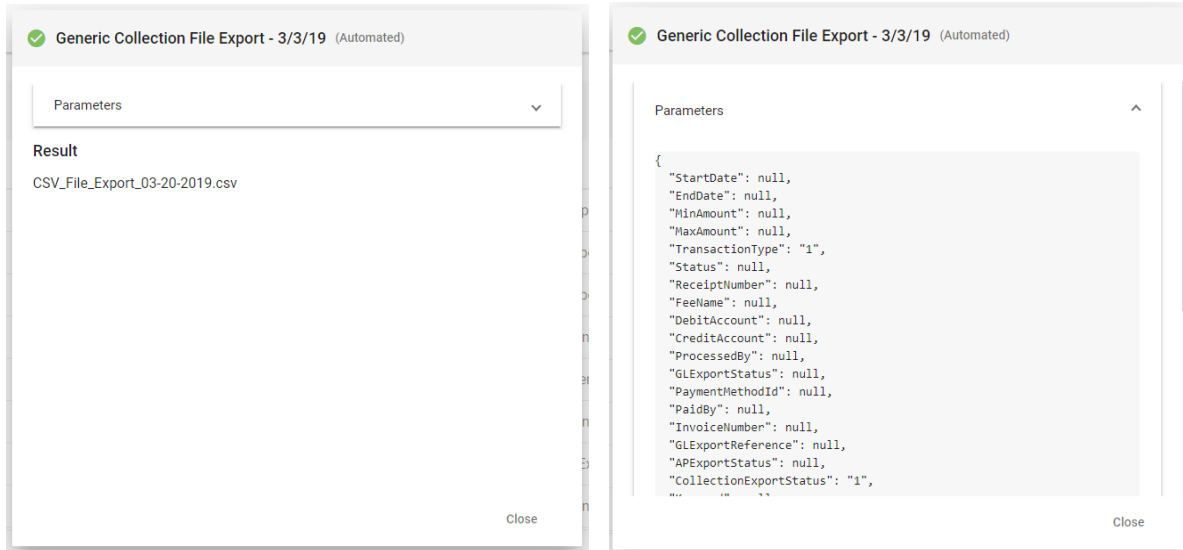 Generic Collection File Export - 3/3/19 (Automated)
Parameters
Result
CSV_File_Export_03-20-2019.csv
Close
Generic Collection File Export - 3/3/19 (Automated)
Parameters
{
"StartDate": null,
"EndDate": null,
"MinAmount": null,
"MaxAmount": null,
"TransactionType": "1",
"Status": null,
"ReceiptNumber": null,
"FeeName": null,
"DebitAccount": null,
"CreditAccount": null,
"ProcessedBy": null,
"GLExportStatus": null,
"PaymentMethodId": null,
"PaidBy": null,
"InvoiceNumber": null,
"GLExportReference": null,
"APExportStatus": null,
"CollectionExportStatus": "1",
Close